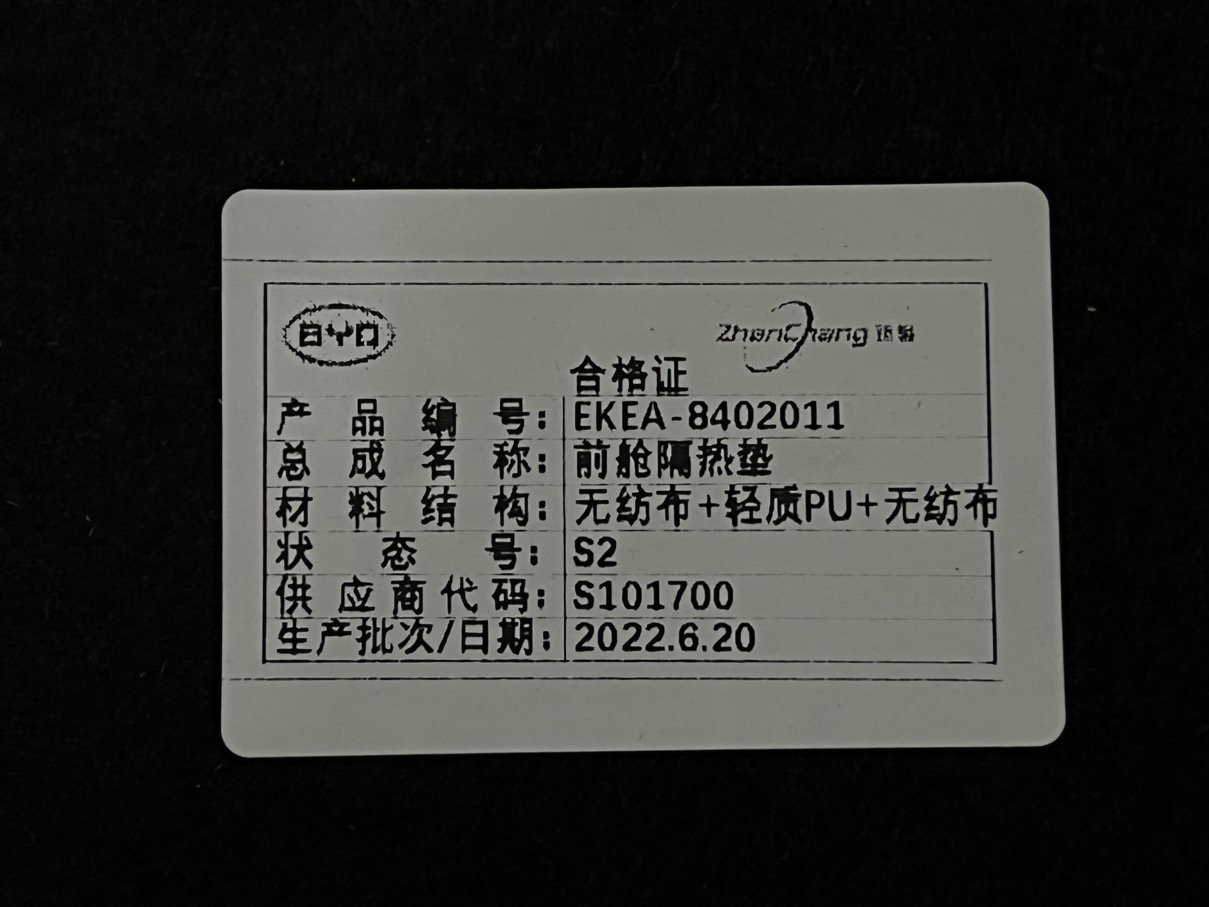 BYD
ZhenChang
合格证
产品编号：EKEA-8402011
总成名称：前舱隔热垫
材料结构：无纺布+轻质PU+无纺布
状态号：S2
供应商代码：S101700
生产批次/日期：2022.6.20